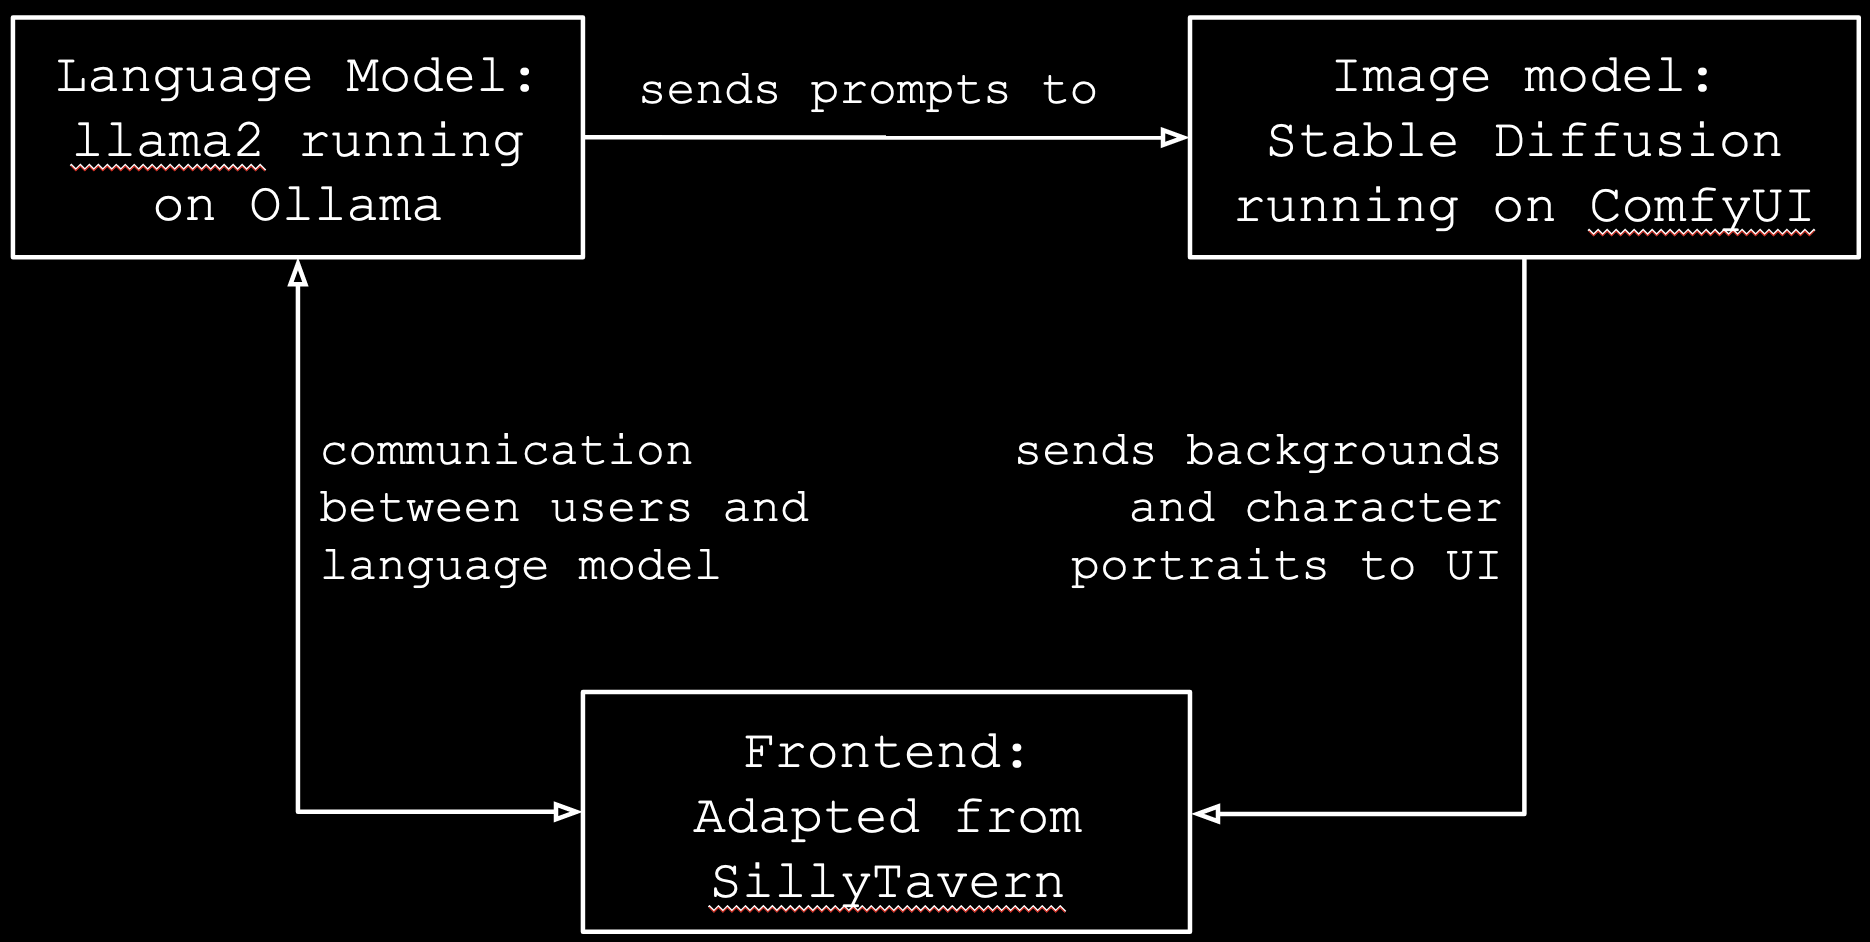 Language Model:
llama2 running
on Ollama
sends prompts to
Image model:
Stable Diffusion
running on ComfyUI
communication
between users and
language model
sends backgrounds
and character
portraits to UI
Frontend:
Adapted from
SillyTavern